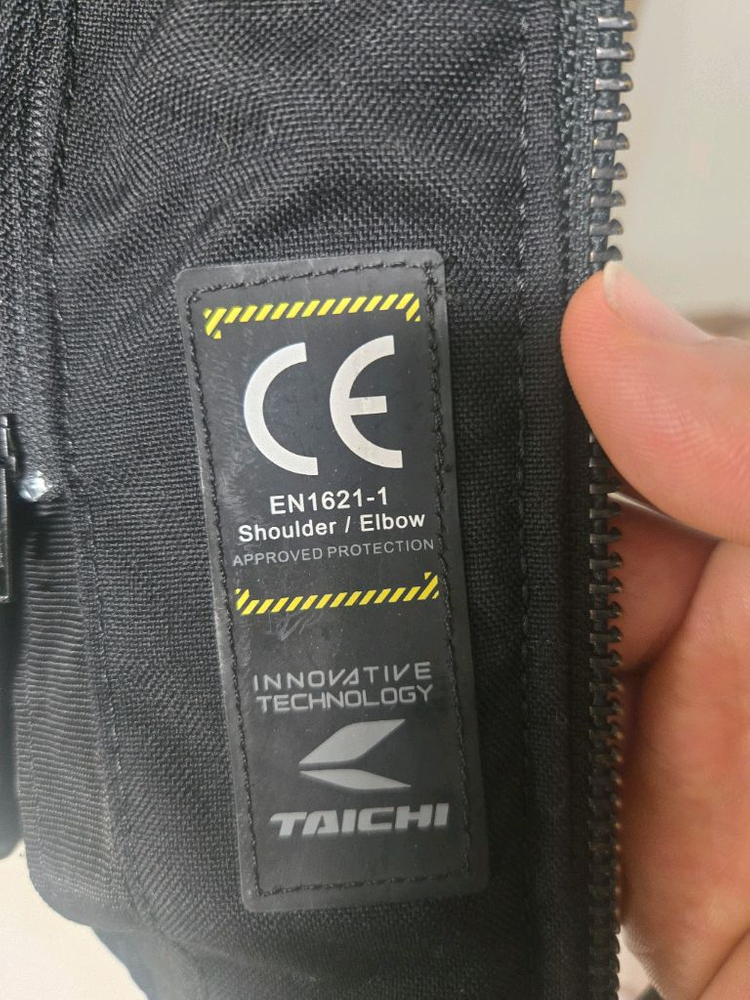 CE
EN1621-1
Shoulder / Elbow
APPROVED PROTECTION
INNOVATIVE
TECHNOLOGY
TAICHI